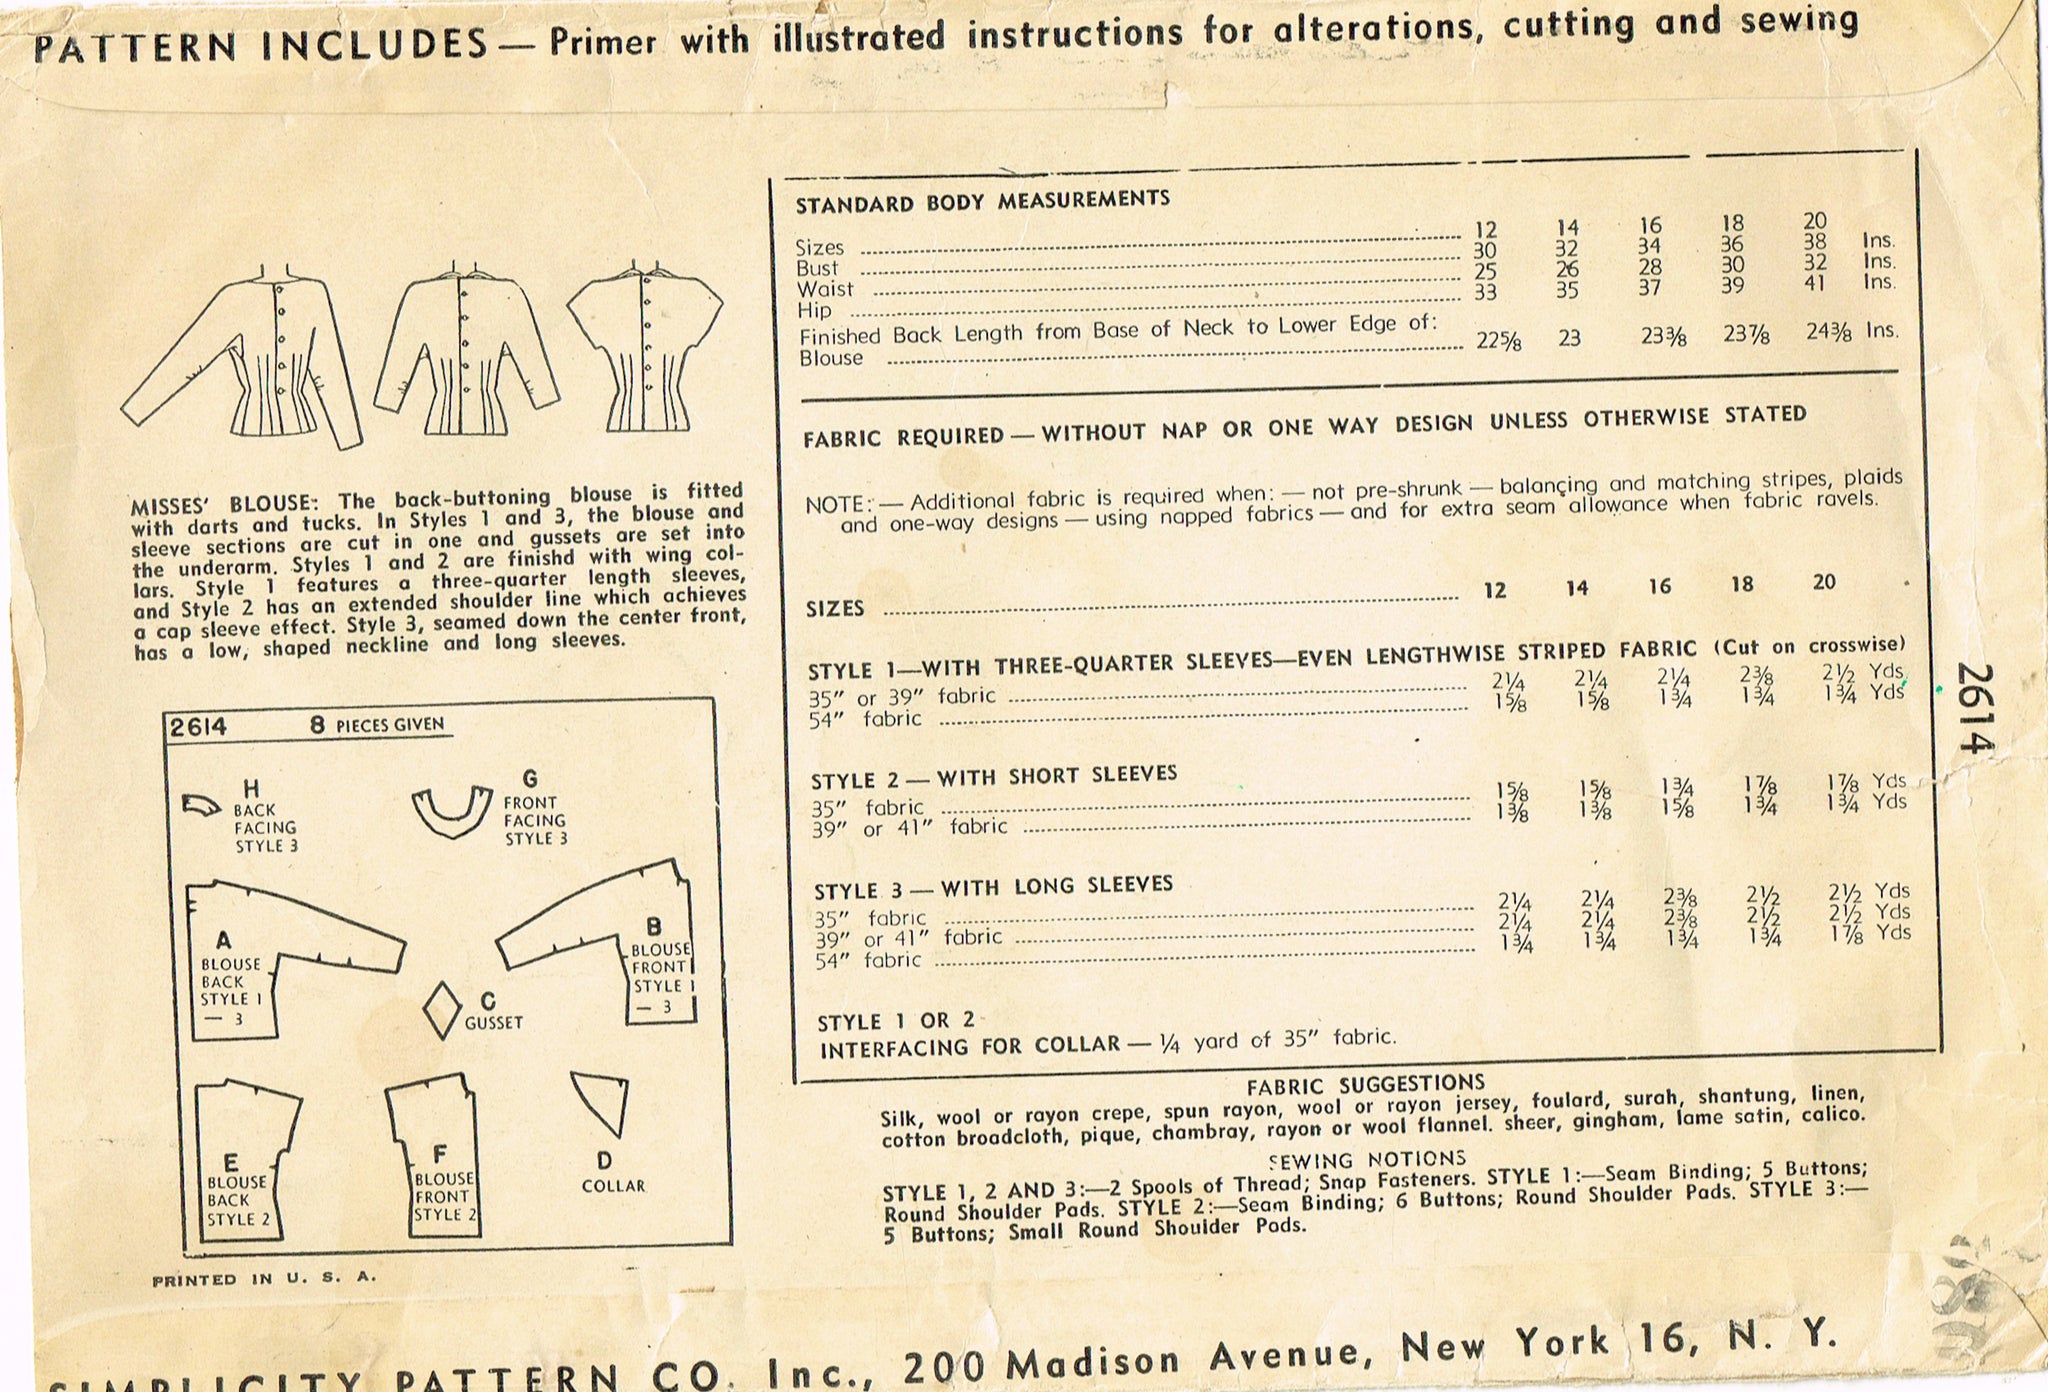 PATTERN INCLUDES — Primer with illustrated instructions for alterations, cutting and sewing
MISSES' BLOUSE: The back-buttoning blouse is fitted
with darts and tucks. In Styles 1 and 3, the blouse and
sleeve sections are cut in one and gussets are set into
the underarm. Styles 1 and 2 are finishd with wing col-
lars. Style 1 features a three-quarter length sleeves,
and Style 2 has an extended shoulder line which achieves
a cap sleeve effect. Style 3, seamed down the center front,
has a low, shaped neckline and long sleeves.
2614 8 PIECES GIVEN
H
BACK
FACING
STYLE 3
G
FRONT
FACING
STYLE 3
A
BLOUSE
BACK
STYLE 1
— 3
B
BLOUSE
FRONT
STYLE 1
— 3
C
GUSSET
E
BLOUSE
BACK
STYLE 2
F
BLOUSE
FRONT
STYLE 2
D
COLLAR
PRINTED IN U. S. A.
STANDARD BODY MEASUREMENTS
Sizes 12 14 16 18 20
Bust 30 32 34 36 38 Ins.
Waist 25 26 28 30 32 Ins.
Hip 33 35 37 39 41 Ins.
Finished Back Length from Base of Neck to Lower Edge of:
Blouse 22⅝ 23 23⅜ 23⅞ 24⅜ Ins.
FABRIC REQUIRED — WITHOUT NAP OR ONE WAY DESIGN UNLESS OTHERWISE STATED
NOTE: — Additional fabric is required when: — not pre-shrunk — balancing and matching stripes, plaids
and one-way designs — using napped fabrics — and for extra seam allowance when fabric ravels.
SIZES 12 14 16 18 20
STYLE 1—WITH THREE-QUARTER SLEEVES—EVEN LENGTHWISE STRIPED FABRIC (Cut on crosswise)
35" or 39" fabric 2¼ 2¼ 2¼ 2⅜ 2½ Yds
54" fabric 1⅝ 1⅝ 1¾ 1¾ 1¾ Yds
STYLE 2 — WITH SHORT SLEEVES
35" fabric 1⅝ 1⅝ 1¾ 1⅞ 1⅞ Yds
39" or 41" fabric 1⅜ 1⅜ 1⅝ 1¾ 1¾ Yds
STYLE 3 — WITH LONG SLEEVES
35" fabric 2¼ 2¼ 2⅜ 2½ 2½ Yds
39" or 41" fabric 2¼ 2¼ 2⅜ 2½ 2½ Yds
54" fabric 1¾ 1¾ 1¾ 1¾ 1⅞ Yds
STYLE 1 OR 2
INTERFACING FOR COLLAR — ¼ yard of 35" fabric.
2614
FABRIC SUGGESTIONS
Silk, wool or rayon crepe, spun rayon, wool or rayon jersey, foulard, surah, shantung, linen,
cotton broadcloth, pique, chambray, rayon or wool flannel. sheer, gingham, lame satin, calico.
SEWING NOTIONS
STYLE 1, 2 AND 3:—2 Spools of Thread; Snap Fasteners. STYLE 1:—Seam Binding; 5 Buttons;
Round Shoulder Pads. STYLE 2:—Seam Binding; 6 Buttons; Round Shoulder Pads. STYLE 3:—
5 Buttons; Small Round Shoulder Pads.
SIMPLICITY PATTERN CO. Inc., 200 Madison Avenue, New York 16, N. Y.